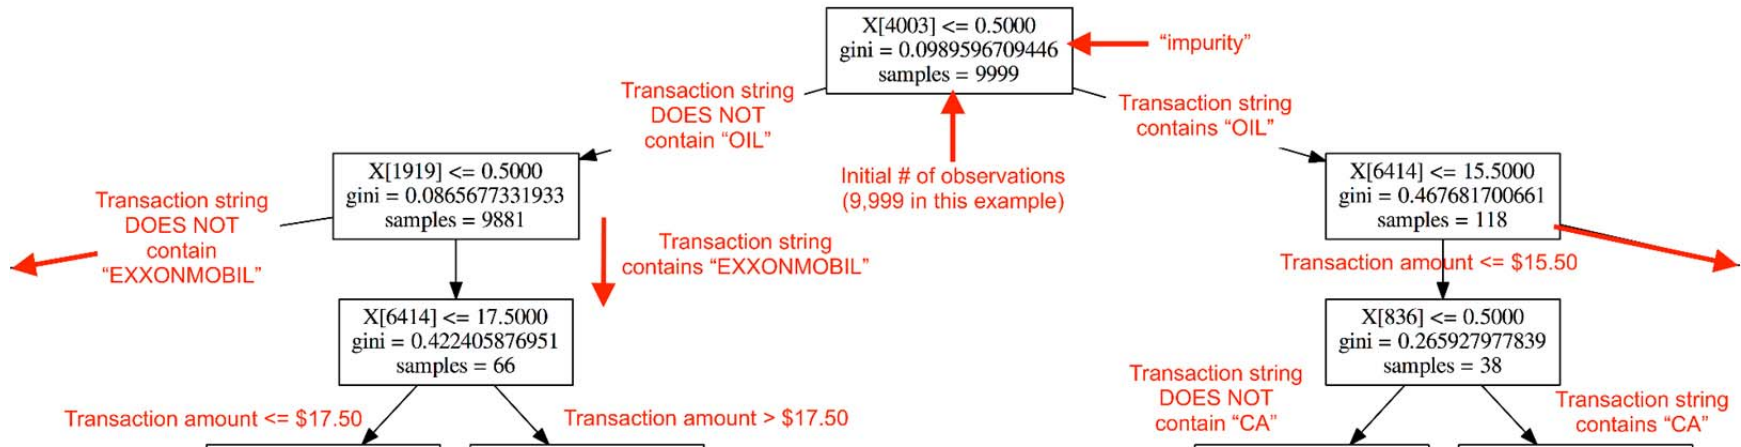 X[4003] <= 0.5000
gini = 0.0989596709446
samples = 9999
“impurity”
Transaction string
DOES NOT
contain “OIL”
Transaction string
contains “OIL”
Initial # of observations
(9,999 in this example)
X[1919] <= 0.5000
gini = 0.0865677331933
samples = 9881
X[6414] <= 15.5000
gini = 0.467681700661
samples = 118
Transaction string
DOES NOT
contain
“EXXONMOBIL”
Transaction string
contains “EXXONMOBIL”
Transaction amount <= $15.50
X[6414] <= 17.5000
gini = 0.422405876951
samples = 66
X[836] <= 0.5000
gini = 0.265927977839
samples = 38
Transaction amount <= $17.50
Transaction amount > $17.50
Transaction string
DOES NOT
contain “CA”
Transaction string
contains “CA”